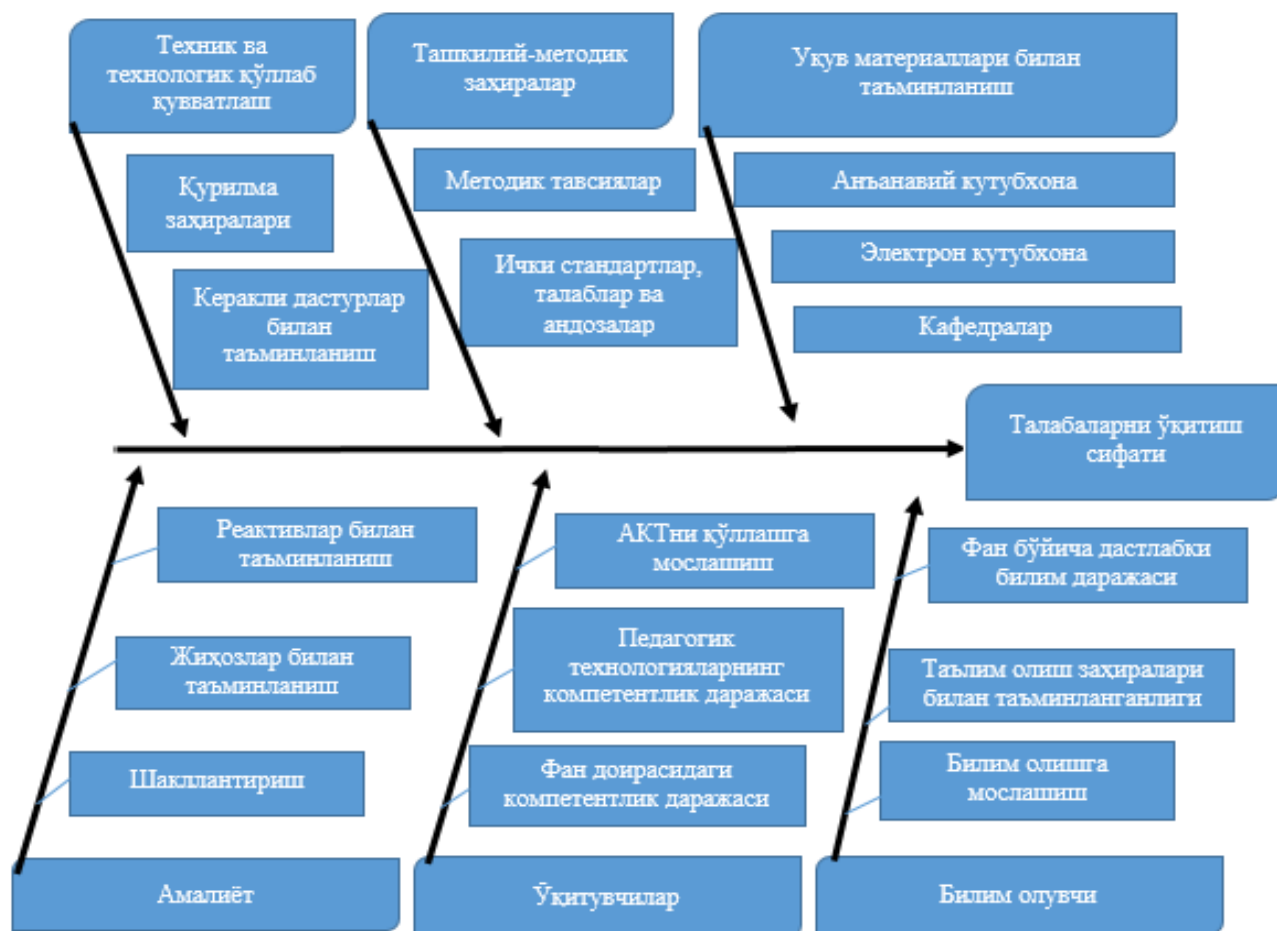 Техник ва
технологик қўллаб
қувватлаш
Ташкилий-методик
заҳиралар
Уқув материаллари билан
таъминланиш
Қурилма
заҳиралари
Методик тавсиялар
Анъанавий кутубхона
Керакли дастурлар
билан
таъминланиш
Ички стандартлар,
талаблар ва
андозалар
Электрон кутубхона
Кафедралар
Талабаларни ўқитиш
сифати
Реактивлар билан
таъминланиш
АКТни қўллашга
мослашиш
Фан бўйича дастлабки
билим даражаси
Жиҳозлар билан
таъминланиш
Педагогик
технологияларнинг
компетентлик даражаси
Таълим олиш заҳиралари
билан таъминланганлиги
Шакллантириш
Фан доирасидаги
компетентлик даражаси
Билим олишга
мослашиш
Амалиёт
Ўқитувчилар
Билим олувчи